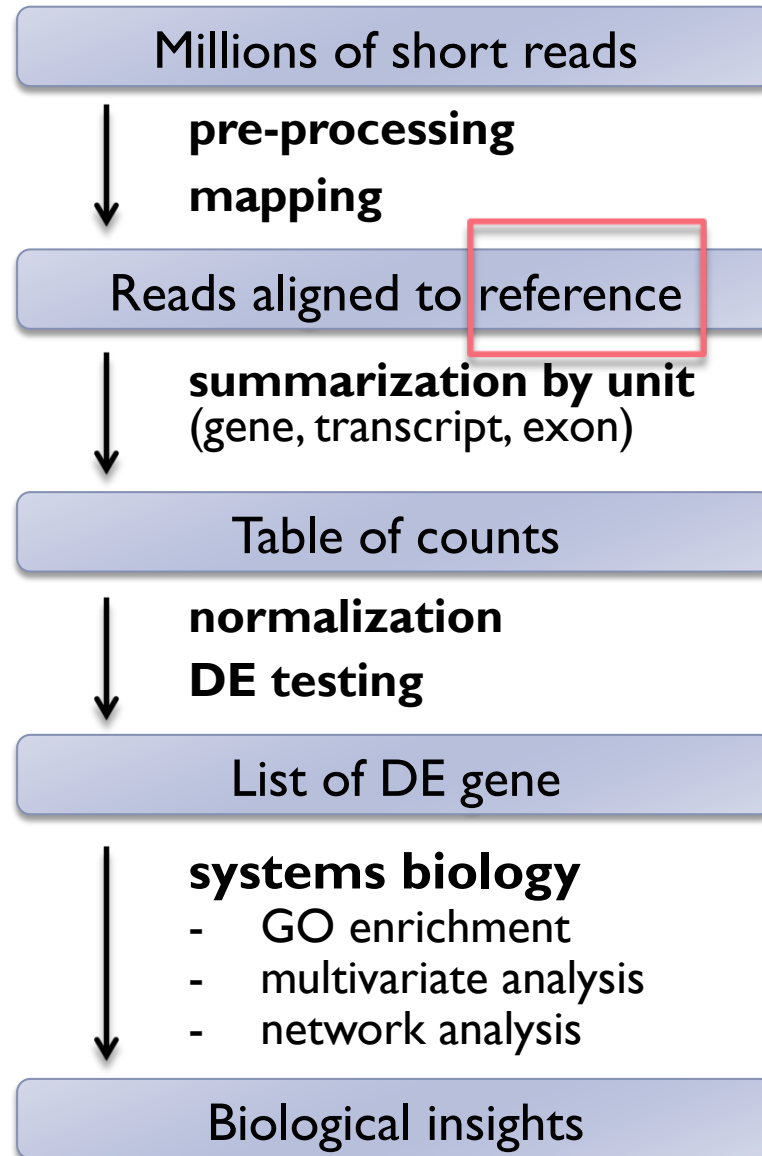 Millions of short reads
pre-processing
mapping
Reads aligned to reference
summarization by unit
(gene, transcript, exon)
Table of counts
normalization
DE testing
List of DE gene
systems biology
- GO enrichment
- multivariate analysis
- network analysis
Biological insights